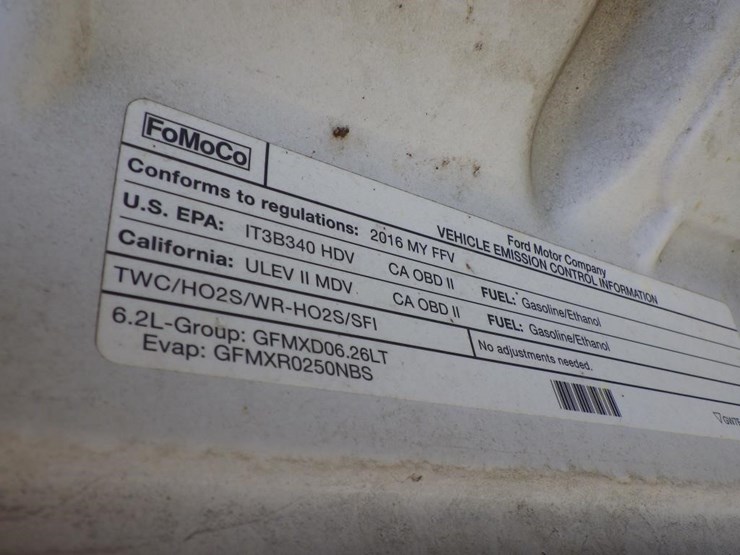 FoMoCo
Ford Motor Company
VEHICLE EMISSION CONTROL INFORMATION
Conforms to regulations: 2016 MY FFV
U.S. EPA: IT3B340 HDV CA OBD II FUEL: Gasoline/Ethanol
California: ULEV II MDV CA OBD II FUEL: Gasoline/Ethanol
TWC/HO2S/WR-HO2S/SFI No adjustments needed.
6.2L-Group: GFMXD06.26LT
Evap: GFMXR0250NBS